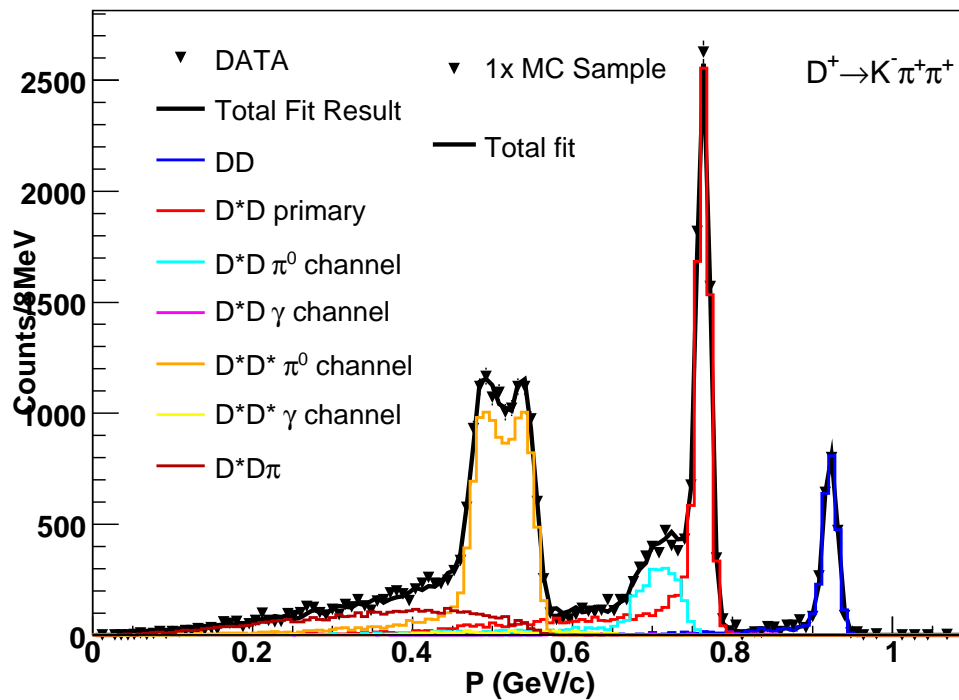 Counts/8MeV
2500
2000
1500
1000
500
0
DATA
Total Fit Result
DD
D*D primary
D*D π⁰ channel
D*D γ channel
D*D* π⁰ channel
D*D* γ channel
D*Dπ
1x MC Sample
Total fit
D⁺→K⁻π⁺π⁺
0 0.2 0.4 0.6 0.8 1
P (GeV/c)